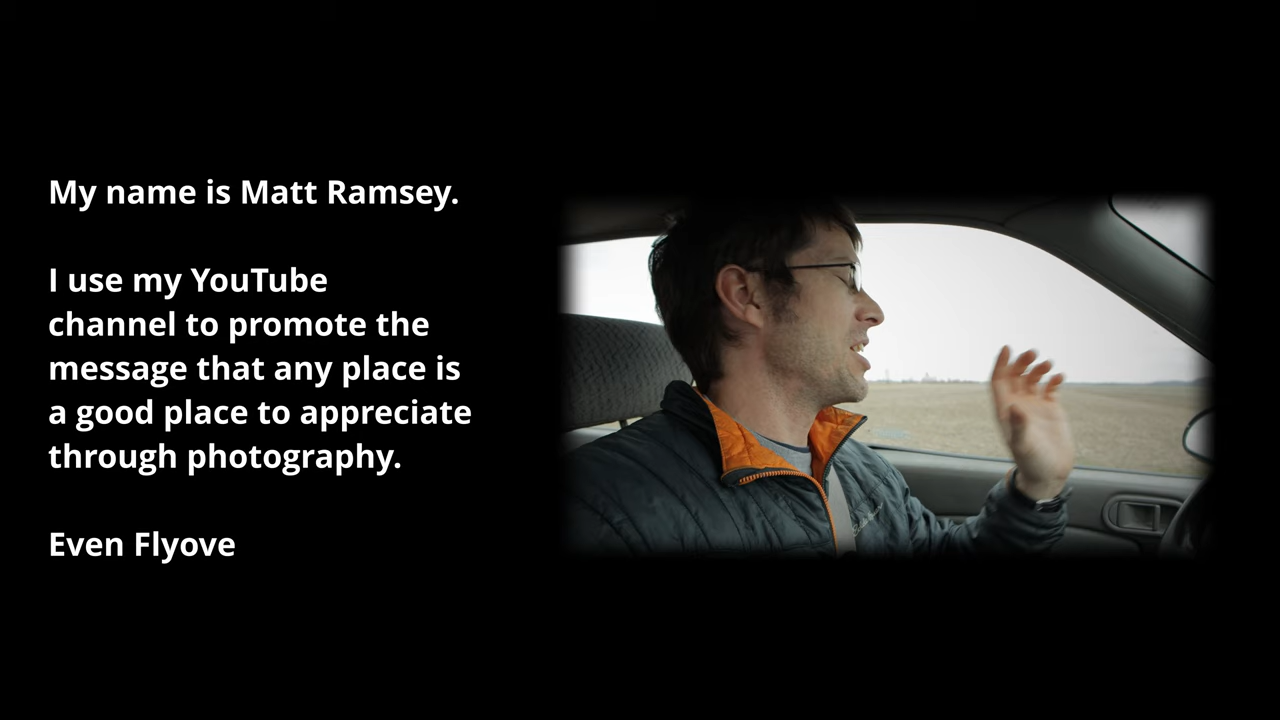 My name is Matt Ramsey.
I use my YouTube
channel to promote the
message that any place is
a good place to appreciate
through photography.
Even Flyove